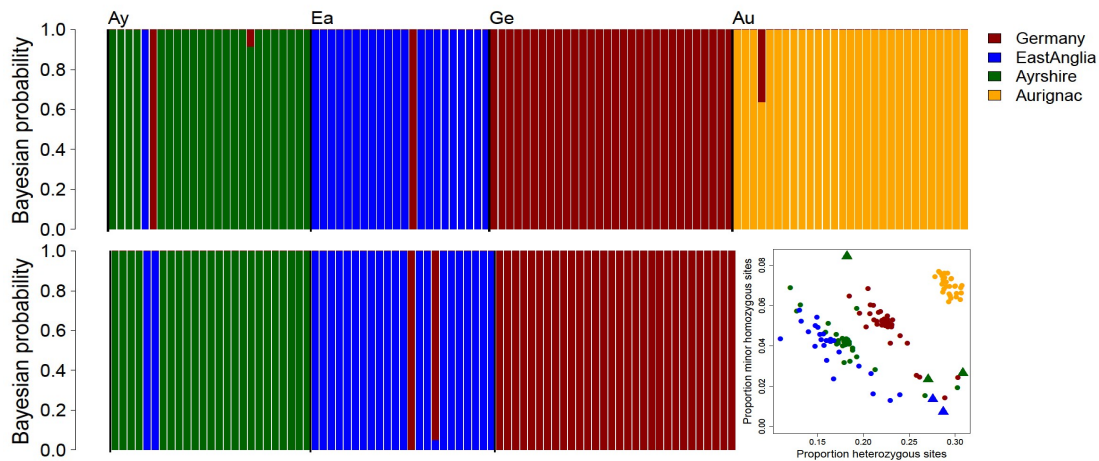 Ay Ea Ge Au
Bayesian probability
1.0
0.8
0.6
0.4
0.2
0.0
Germany
EastAnglia
Ayrshire
Aurignac
Bayesian probability
1.0
0.8
0.6
0.4
0.2
0.0
Proportion minor homozygous sites
0.08
0.06
0.04
0.02
0.00
0.15 0.20 0.25 0.30
Proportion heterozygous sites